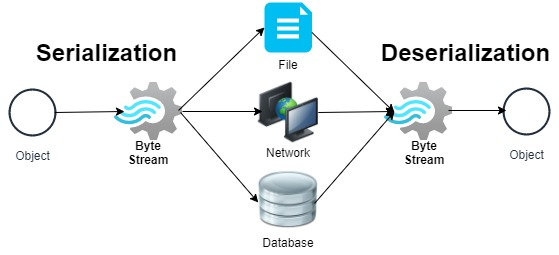 Serialization
Deserialization
File
Object
Byte
Stream
Network
Byte
Stream
Object
Database